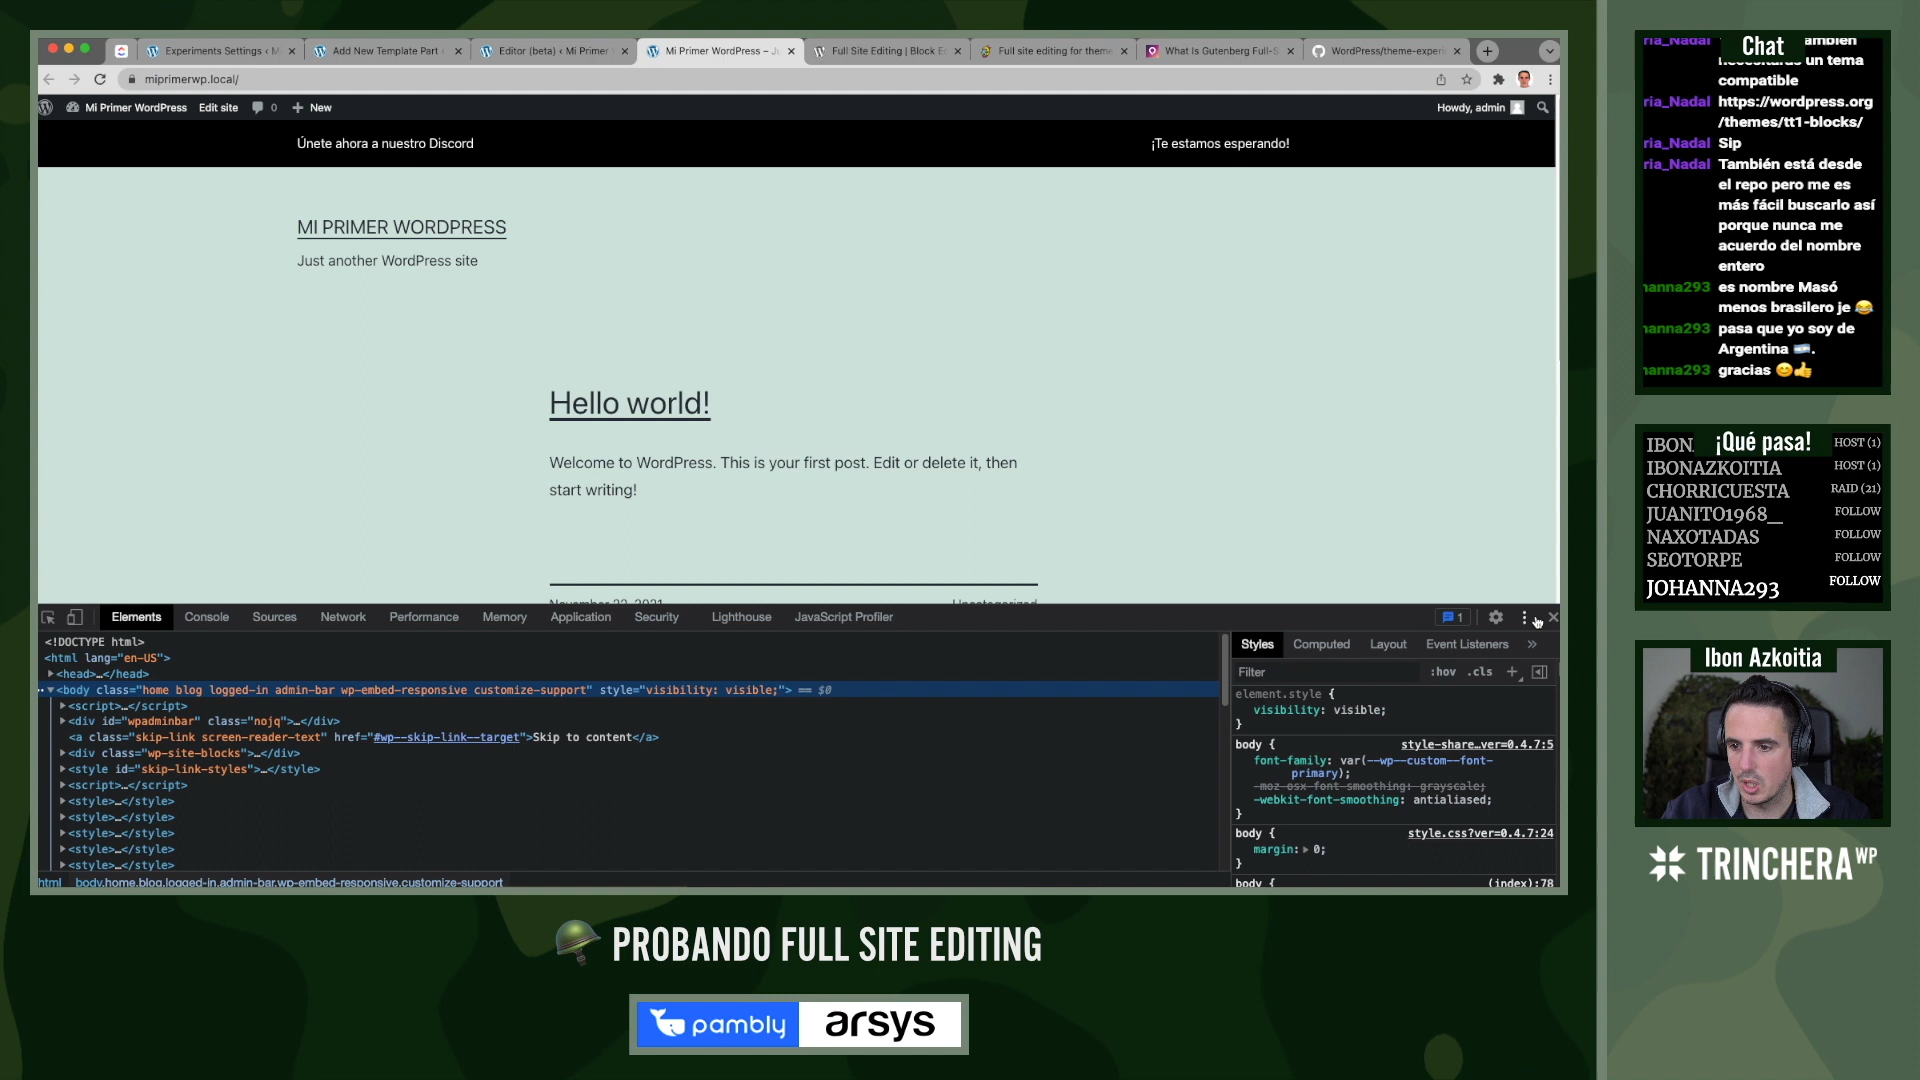 Experiments Settings ‹ M
Add New Template Part
Editor (beta) ‹ Mi Primer
Mi Primer WordPress – Ju
Full Site Editing | Block E
Full site editing for theme
What Is Gutenberg Full-S
WordPress/theme-experi
miprimerwp.local/
Mi Primer WordPress Edit site 0 New
Howdy, admin
Únete ahora a nuestro Discord
¡Te estamos esperando!
MI PRIMER WORDPRESS
Just another WordPress site
Hello world!
Welcome to WordPress. This is your first post. Edit or delete it, then
start writing!
November 22, 2021
Uncategorized
Elements Console Sources Network Performance Memory Application Security Lighthouse JavaScript Profiler
1
<!DOCTYPE html>
<html lang="en-US">
<head>…</head>
<body class="home blog logged-in admin-bar wp-embed-responsive customize-support" style="visibility: visible;"> == $0
<script>…</script>
<div id="wpadminbar" class="nojq">…</div>
<a class="skip-link screen-reader-text" href="#wp--skip-link--target">Skip to content</a>
<div class="wp-site-blocks">…</div>
<style id="skip-link-styles">…</style>
<script>…</script>
<style>…</style>
<style>…</style>
<style>…</style>
<style>…</style>
<style>…</style>
html body.home.blog.logged-in.admin-bar.wp-embed-responsive.customize-support
Styles Computed Layout Event Listeners »
Filter :hov .cls
element.style {
visibility: visible;
}
body { style-share…ver=0.4.7:5
font-family: var(--wp--custom--font-
primary);
-moz-osx-font-smoothing: grayscale;
-webkit-font-smoothing: antialiased;
}
body { style.css?ver=0.4.7:24
margin: 0;
}
body { (index):78
Chat
ria_Nadal ambién
necesitarás un tema
compatible
ria_Nadal https://wordpress.org
/themes/tt1-blocks/
ria_Nadal Sip
ria_Nadal También está desde
el repo pero me es
más fácil buscarlo así
porque nunca me
acuerdo del nombre
entero
hanna293 es nombre Masó
menos brasilero je 😂
hanna293 pasa que yo soy de
Argentina 🇦🇷.
hanna293 gracias 😊👍
¡Qué pasa!
IBON HOST (1)
IBONAZKOITIA HOST (1)
CHORRICUESTA RAID (21)
JUANITO1968_ FOLLOW
NAXOTADAS FOLLOW
SEOTORPE FOLLOW
JOHANNA293 FOLLOW
Ibon Azkoitia
TRINCHERA WP
PROBANDO FULL SITE EDITING
pambly
arsys